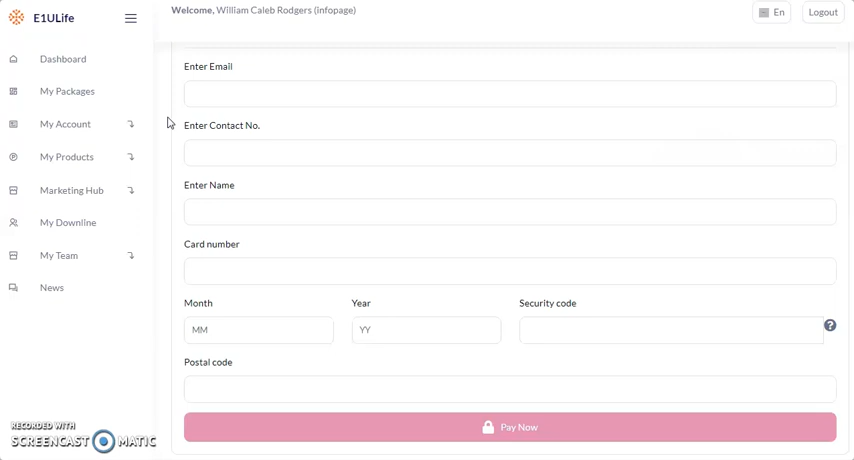 E1ULife
Welcome, William Caleb Rodgers (infopage)
En
Logout
Dashboard
My Packages
My Account
My Products
Marketing Hub
My Downline
My Team
News
Enter Email
Enter Contact No.
Enter Name
Card number
Month
Year
Security code
MM
YY
?
Postal code
Pay Now
RECORDED WITH
SCREENCAST MATIC